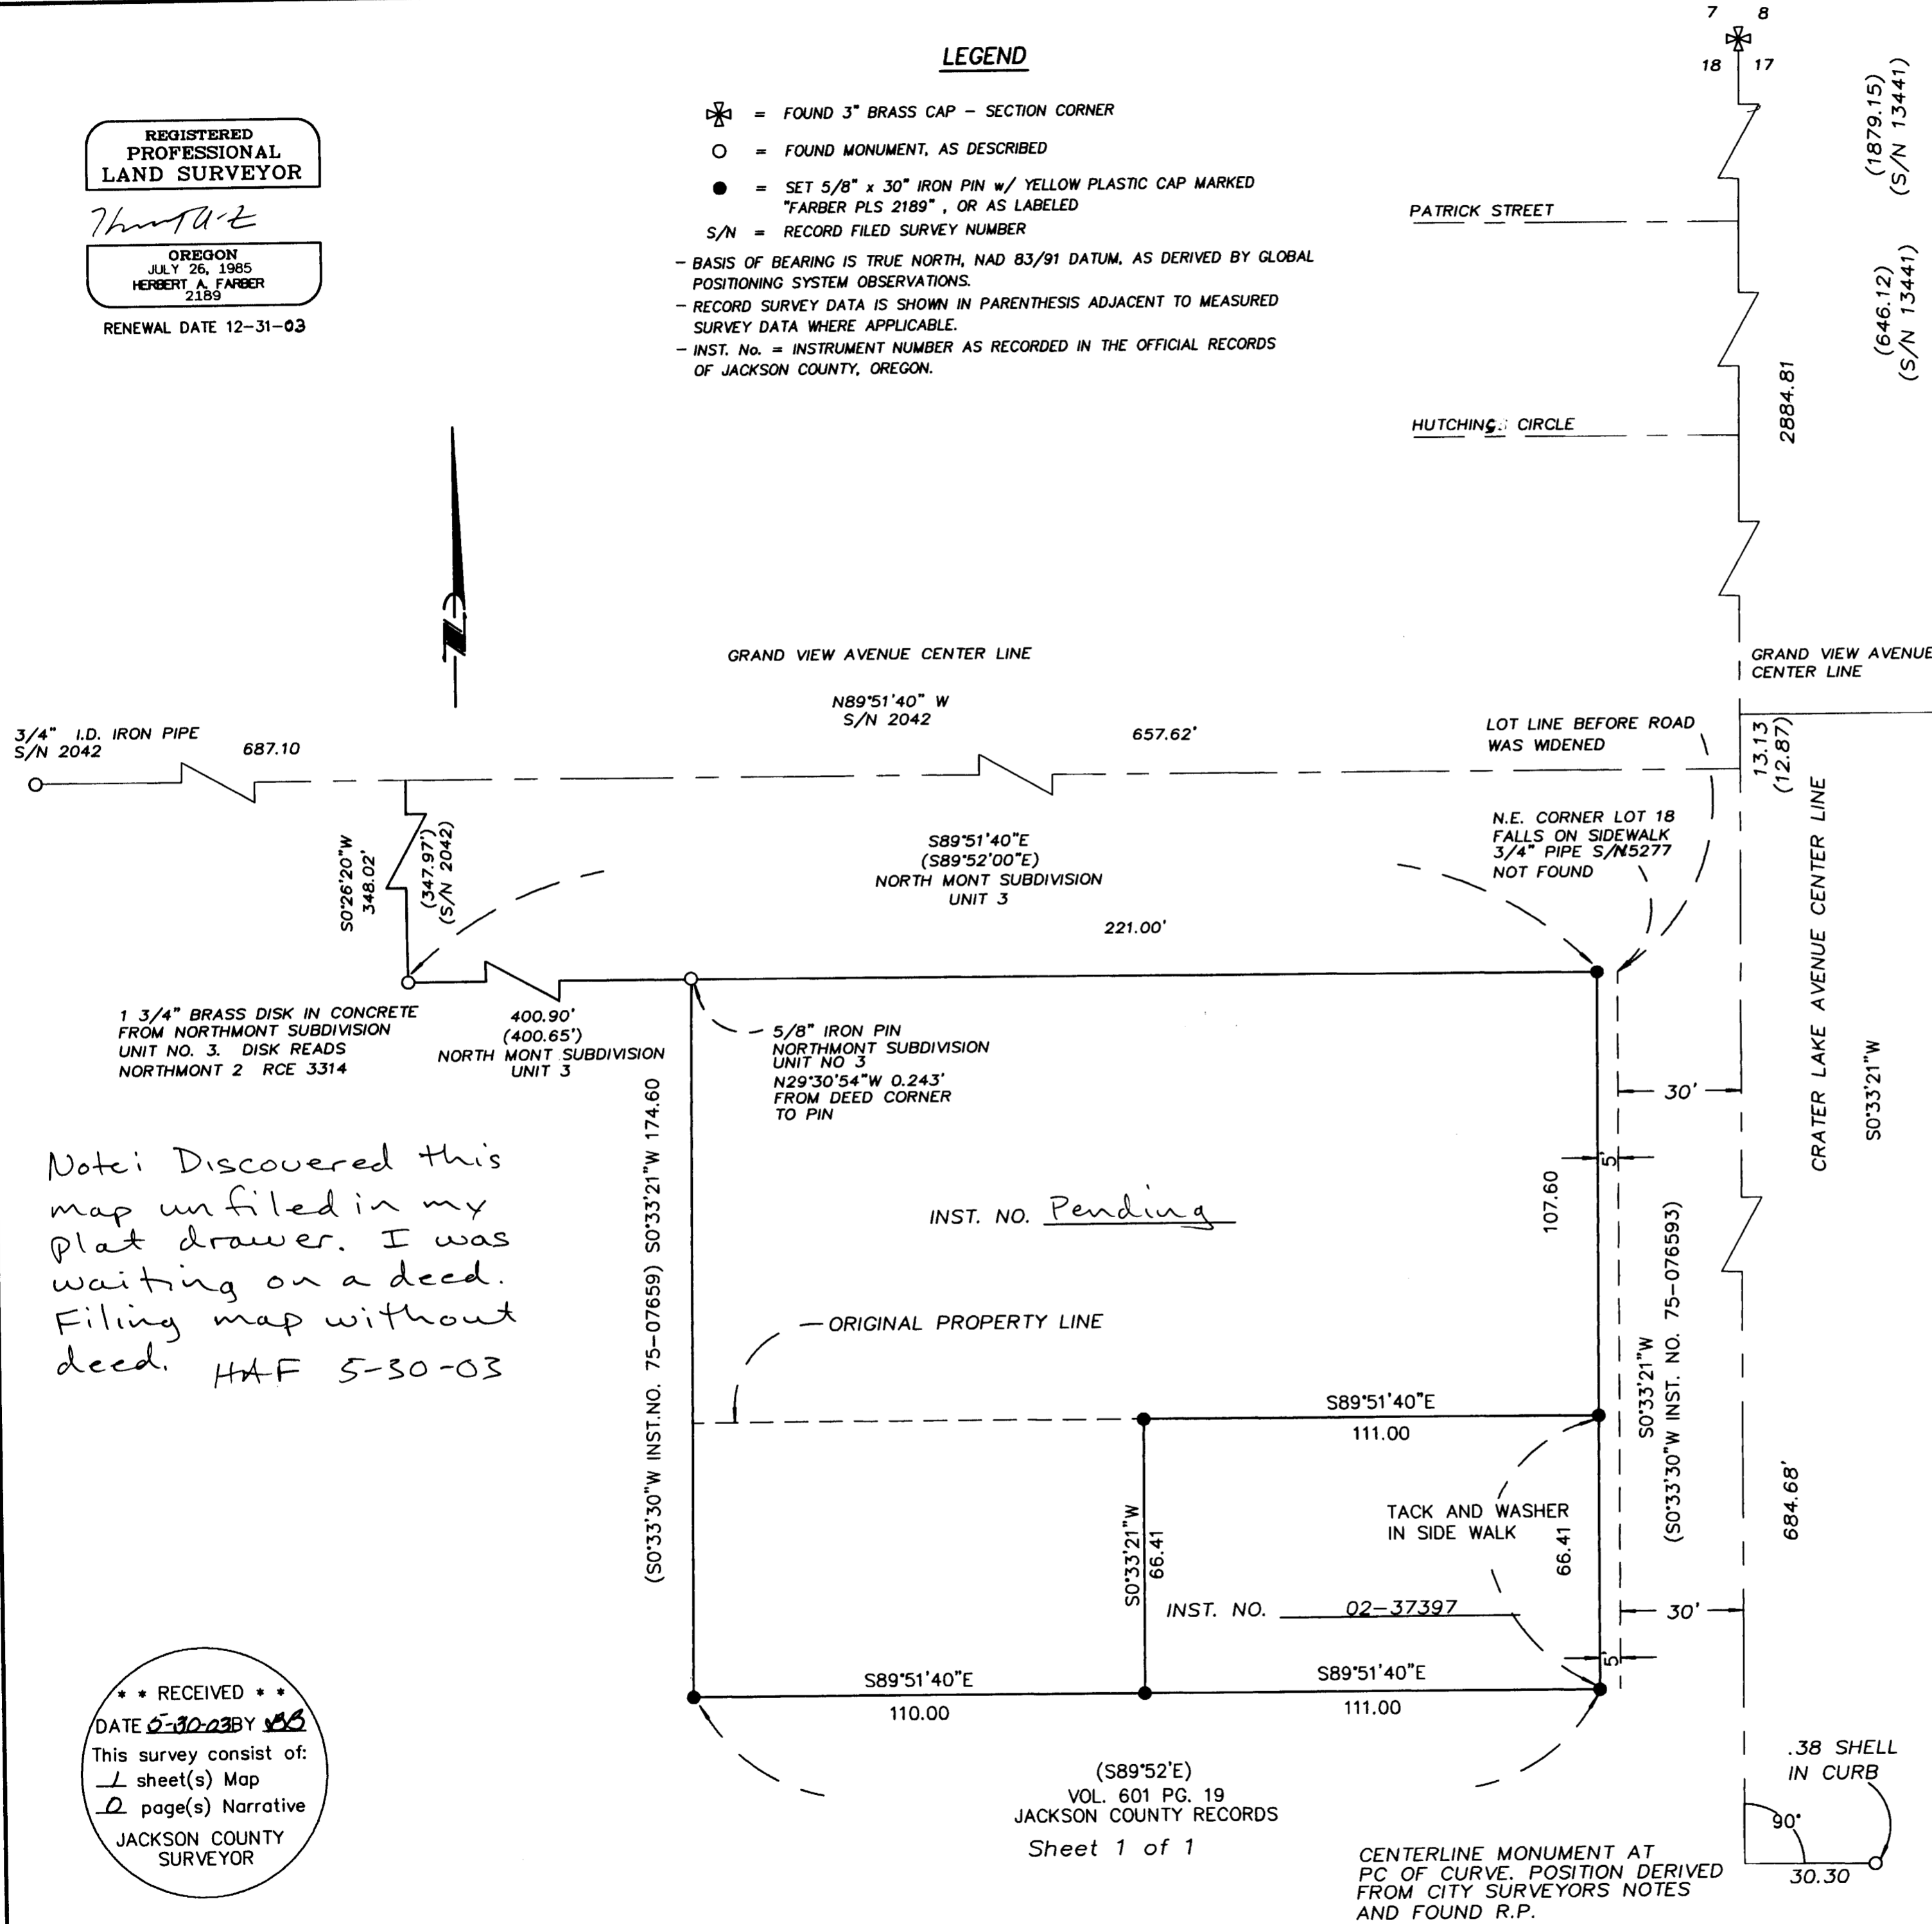 LEGEND
= FOUND 3" BRASS CAP – SECTION CORNER
= FOUND MONUMENT, AS DESCRIBED
= SET 5/8" x 30" IRON PIN w/ YELLOW PLASTIC CAP MARKED
"FARBER PLS 2189" , OR AS LABELED
S/N = RECORD FILED SURVEY NUMBER
– BASIS OF BEARING IS TRUE NORTH, NAD 83/91 DATUM, AS DERIVED BY GLOBAL
POSITIONING SYSTEM OBSERVATIONS.
– RECORD SURVEY DATA IS SHOWN IN PARENTHESIS ADJACENT TO MEASURED
SURVEY DATA WHERE APPLICABLE.
– INST. No. = INSTRUMENT NUMBER AS RECORDED IN THE OFFICIAL RECORDS
OF JACKSON COUNTY, OREGON.
REGISTERED
PROFESSIONAL
LAND SURVEYOR
OREGON
JULY 26, 1985
HERBERT A. FARBER
2189
RENEWAL DATE 12-31-03
7 8
18 17
(1879.15)
(S/N 13441)
PATRICK STREET
(646.12)
(S/N 13441)
2884.81
HUTCHINGS CIRCLE
N
GRAND VIEW AVENUE CENTER LINE
GRAND VIEW AVENUE
CENTER LINE
N89°51'40" W
S/N 2042
3/4" I.D. IRON PIPE
S/N 2042
687.10
657.62'
LOT LINE BEFORE ROAD
WAS WIDENED
13.13
(12.87)
S0°26'20"W
348.02'
(347.97')
(S/N 2042)
S89°51'40"E
(S89°52'00"E)
NORTH MONT SUBDIVISION
UNIT 3
221.00'
N.E. CORNER LOT 18
FALLS ON SIDEWALK
3/4" PIPE S/N5277
NOT FOUND
CRATER LAKE AVENUE CENTER LINE
S0°33'21"W
1 3/4" BRASS DISK IN CONCRETE
FROM NORTHMONT SUBDIVISION
UNIT NO. 3. DISK READS
NORTHMONT 2 RCE 3314
400.90'
(400.65')
NORTH MONT SUBDIVISION
UNIT 3
5/8" IRON PIN
NORTHMONT SUBDIVISION
UNIT NO 3
N29°30'54"W 0.243'
FROM DEED CORNER
TO PIN
30'
5'
(S0°33'30"W INST.NO. 75-07659) S0°33'21"W 174.60
107.60
Note: Discovered this
map unfiled in my
plat drawer. I was
waiting on a deed.
Filing map without
deed. HAF 5-30-03
INST. NO. Pending
ORIGINAL PROPERTY LINE
S0°33'21"W
(S0°33'30"W INST. NO. 75-076593)
S89°51'40"E
111.00
TACK AND WASHER
IN SIDE WALK
S0°33'21"W
66.41
66.41
684.68'
INST. NO. 02-37397
30'
5'
S89°51'40"E
110.00
S89°51'40"E
111.00
(S89°52'E)
VOL. 601 PG. 19
JACKSON COUNTY RECORDS
Sheet 1 of 1
* * RECEIVED * *
DATE 5-30-03 BY BB
This survey consist of:
1 sheet(s) Map
0 page(s) Narrative
JACKSON COUNTY
SURVEYOR
.38 SHELL
IN CURB
90°
30.30
CENTERLINE MONUMENT AT
PC OF CURVE. POSITION DERIVED
FROM CITY SURVEYORS NOTES
AND FOUND R.P.